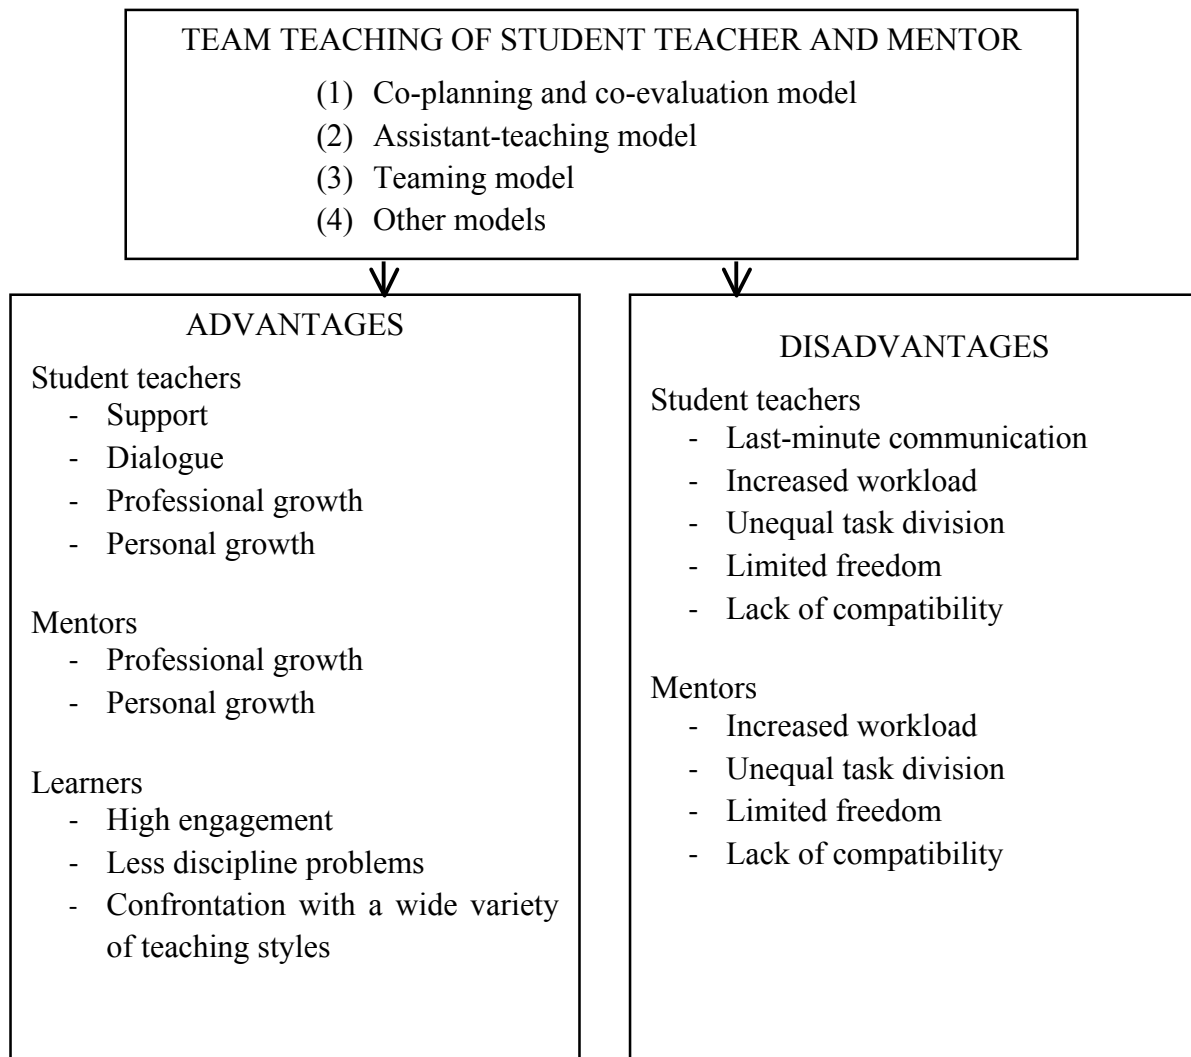 TEAM TEACHING OF STUDENT TEACHER AND MENTOR
(1) Co-planning and co-evaluation model
(2) Assistant-teaching model
(3) Teaming model
(4) Other models
ADVANTAGES
Student teachers
- Support
- Dialogue
- Professional growth
- Personal growth
Mentors
- Professional growth
- Personal growth
Learners
- High engagement
- Less discipline problems
- Confrontation with a wide variety
of teaching styles
DISADVANTAGES
Student teachers
- Last-minute communication
- Increased workload
- Unequal task division
- Limited freedom
- Lack of compatibility
Mentors
- Increased workload
- Unequal task division
- Limited freedom
- Lack of compatibility